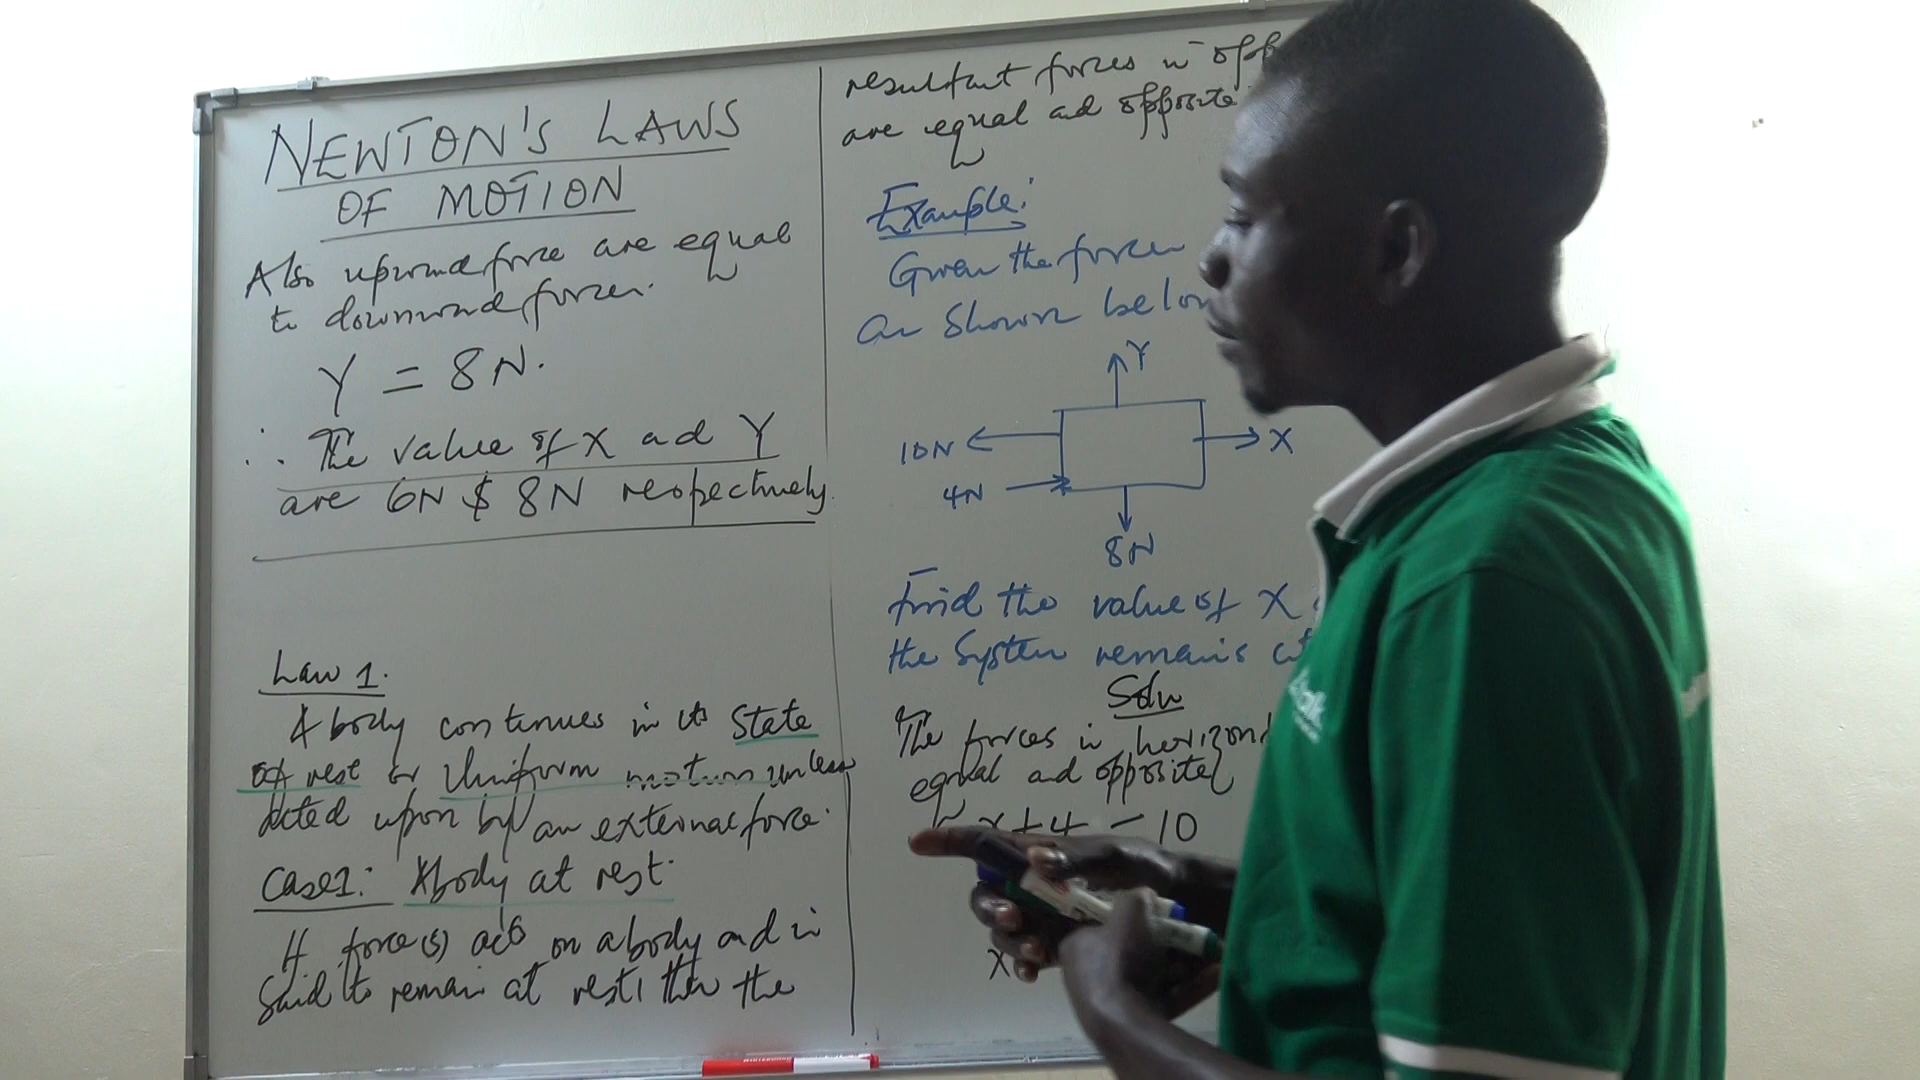 NEWTON'S LAWS
OF MOTION
Also upward force are equal
to downward forces.
Y = 8N.
∴ The value of X and Y
are 6N $ 8N respectively.
Law 1.
A body continues in its state
of rest or Uniform motion unless
acted upon by an external force.
Case1: A body at rest.
If force(s) acts on a body and is
Said to remain at rest, then the
resultant forces in opp
are equal and opposite
Example:
Given the forces
as shown below
Y
10N
X
4N
8N
Find the value of X
the System remains at
Soln
The forces in horizont
equal and opposite
x+4 = 10
X